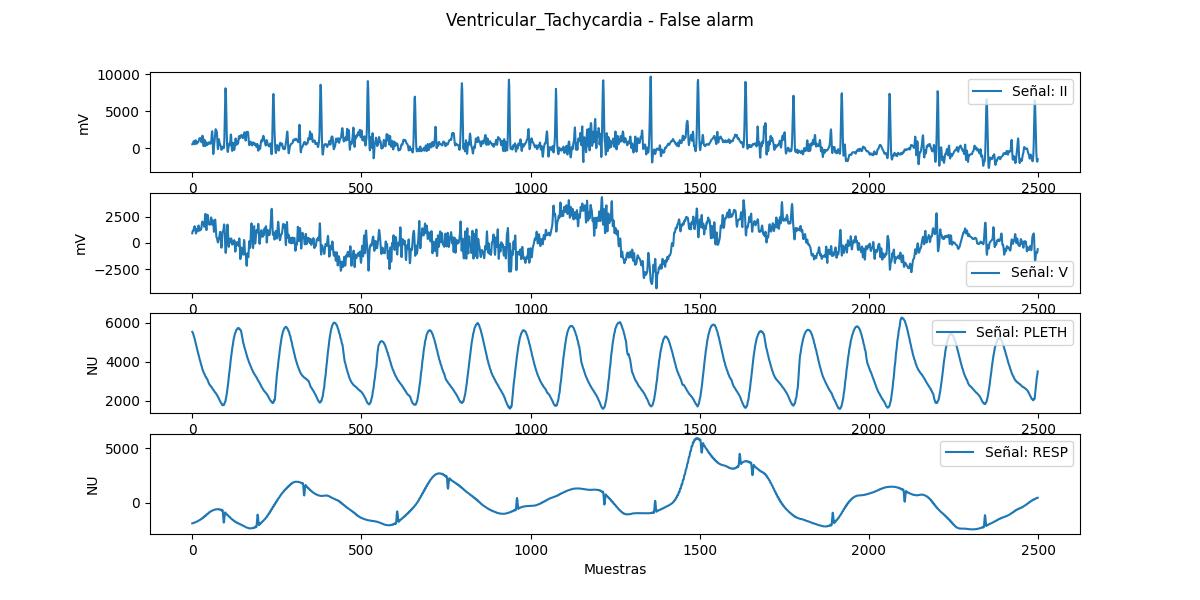 Ventricular_Tachycardia - False alarm
10000
5000
0
mV
Señal: II
0 500 1000 1500 2000 2500
2500
0
−2500
mV
Señal: V
0 500 1000 1500 2000 2500
6000
4000
2000
NU
Señal: PLETH
0 500 1000 1500 2000 2500
5000
0
NU
Señal: RESP
0 500 1000 1500 2000 2500
Muestras